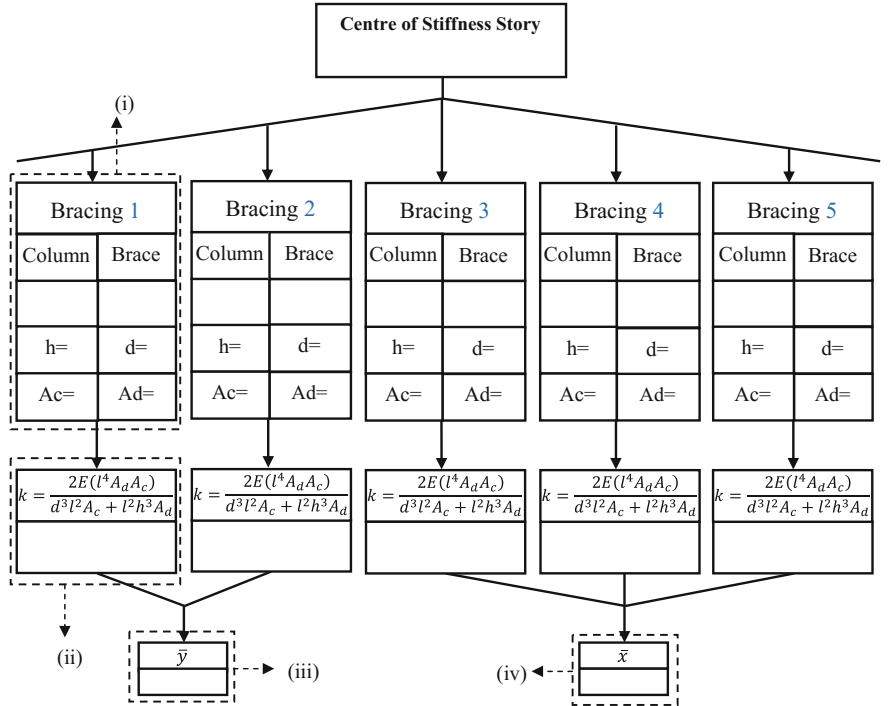 Centre of Stiffness Story
(i)
Bracing 1 Bracing 2 Bracing 3 Bracing 4 Bracing 5
Column Brace Column Brace Column Brace Column Brace Column Brace
h= d= h= d= h= d= h= d= h= d=
Ac= Ad= Ac= Ad= Ac= Ad= Ac= Ad= Ac= Ad=
k = 2E(l⁴A_dA_c) / d³l²A_c + l²h³A_d k = 2E(l⁴A_dA_c) / d³l²A_c + l²h³A_d k = 2E(l⁴A_dA_c) / d³l²A_c + l²h³A_d k = 2E(l⁴A_dA_c) / d³l²A_c + l²h³A_d k = 2E(l⁴A_dA_c) / d³l²A_c + l²h³A_d
(ii)
ȳ (iii) (iv) x̄